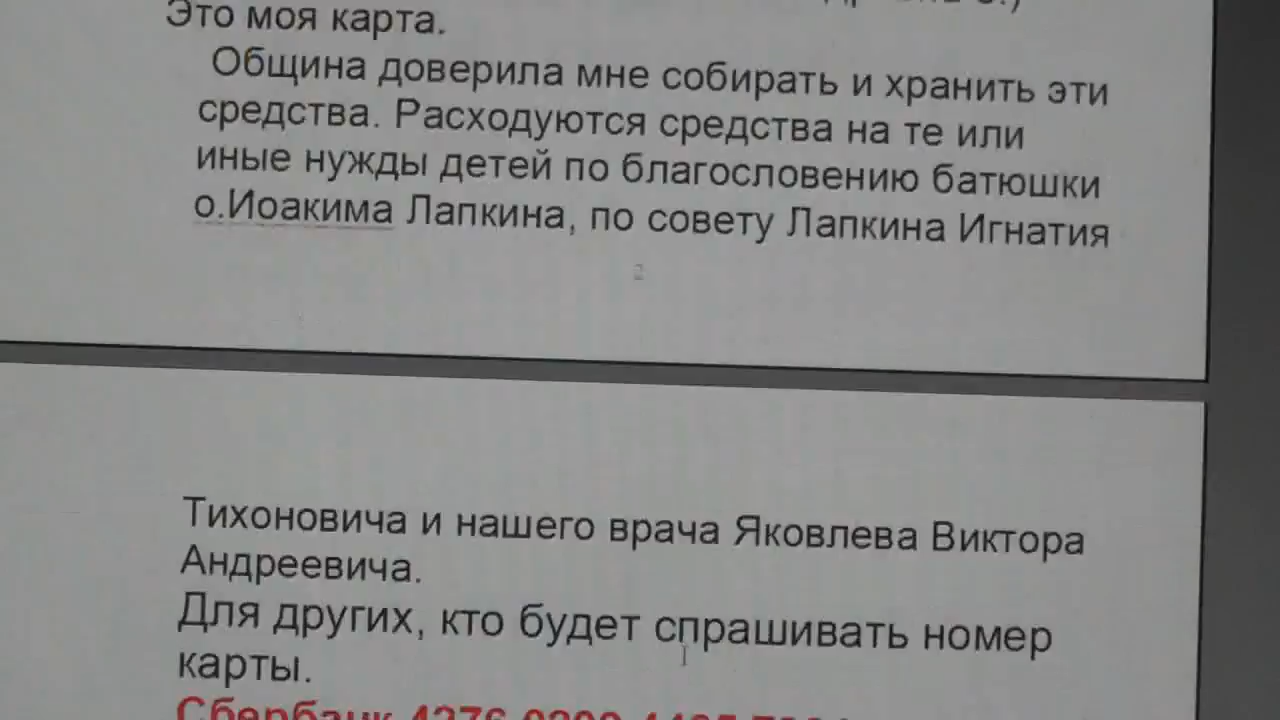 Это моя карта.
Община доверила мне собирать и хранить эти
средства. Расходуются средства на те или
иные нужды детей по благословению батюшки
о.Иоакима Лапкина, по совету Лапкина Игнатия
2
Тихоновича и нашего врача Яковлева Виктора
Андреевича.
Для других, кто будет спрашивать номер
карты.
Сбербанк 4276